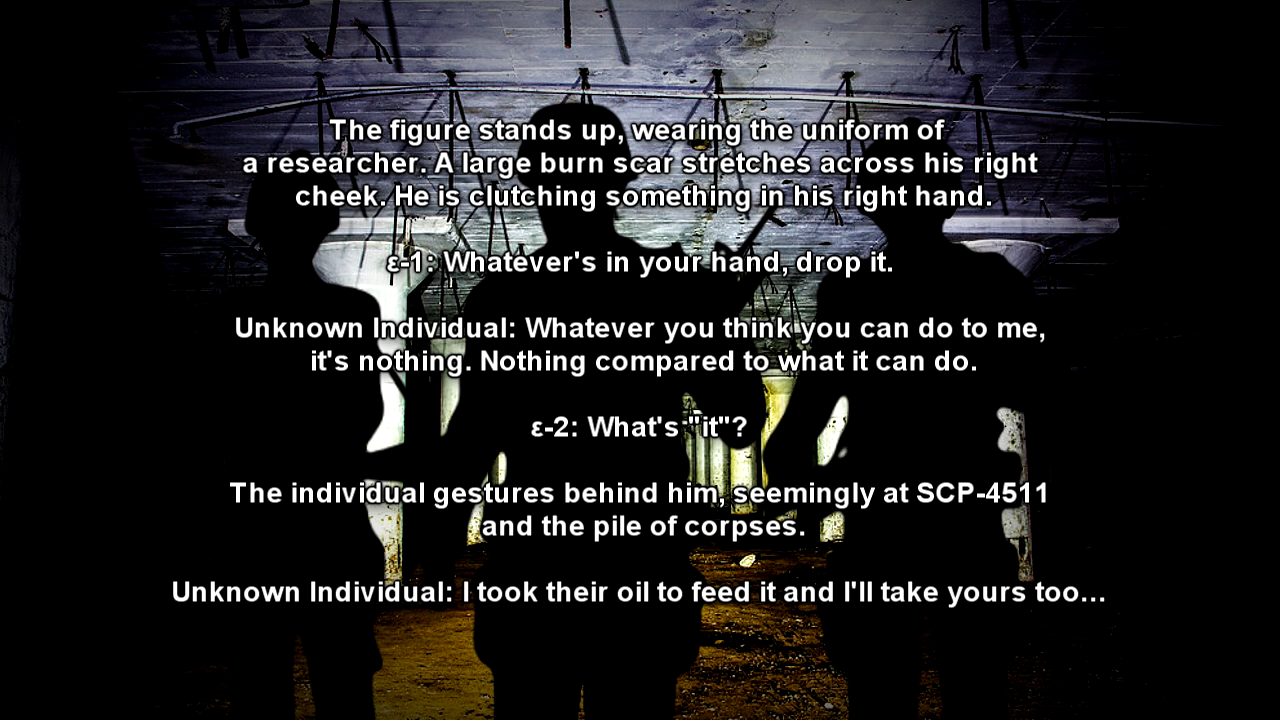 The figure stands up, wearing the uniform of
a researcher. A large burn scar stretches across his right
cheek. He is clutching something in his right hand.
ε-1: Whatever's in your hand, drop it.
Unknown Individual: Whatever you think you can do to me,
it's nothing. Nothing compared to what it can do.
ε-2: What's "it"?
The individual gestures behind him, seemingly at SCP-4511
and the pile of corpses.
Unknown Individual: I took their oil to feed it and I'll take yours too...